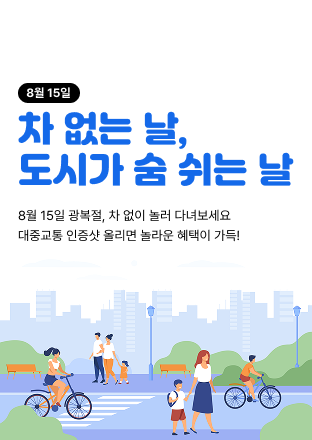 8월 15일
차 없는 날,
도시가 숨 쉬는 날
8월 15일 광복절, 차 없이 놀러 다녀보세요
대중교통 인증샷 올리면 놀라운 혜택이 가득!